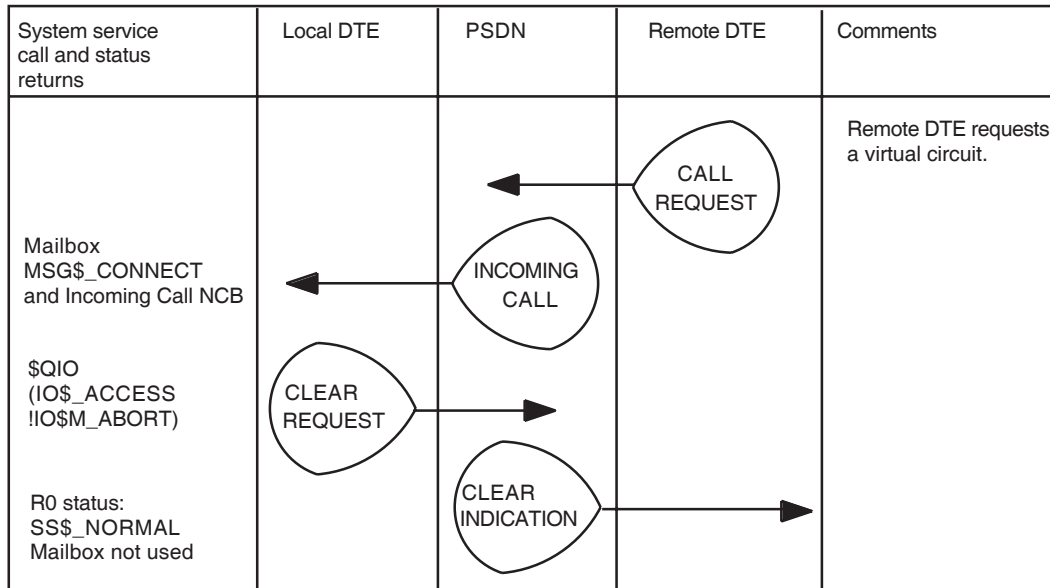 System service
call and status
returns
Local DTE
PSDN
Remote DTE
Comments
Remote DTE requests
a virtual circuit.
CALL
REQUEST
Mailbox
MSG$_CONNECT
and Incoming Call NCB
INCOMING
CALL
$QIO
(IO$_ACCESS
!IO$M_ABORT)
CLEAR
REQUEST
R0 status:
SS$_NORMAL
Mailbox not used
CLEAR
INDICATION